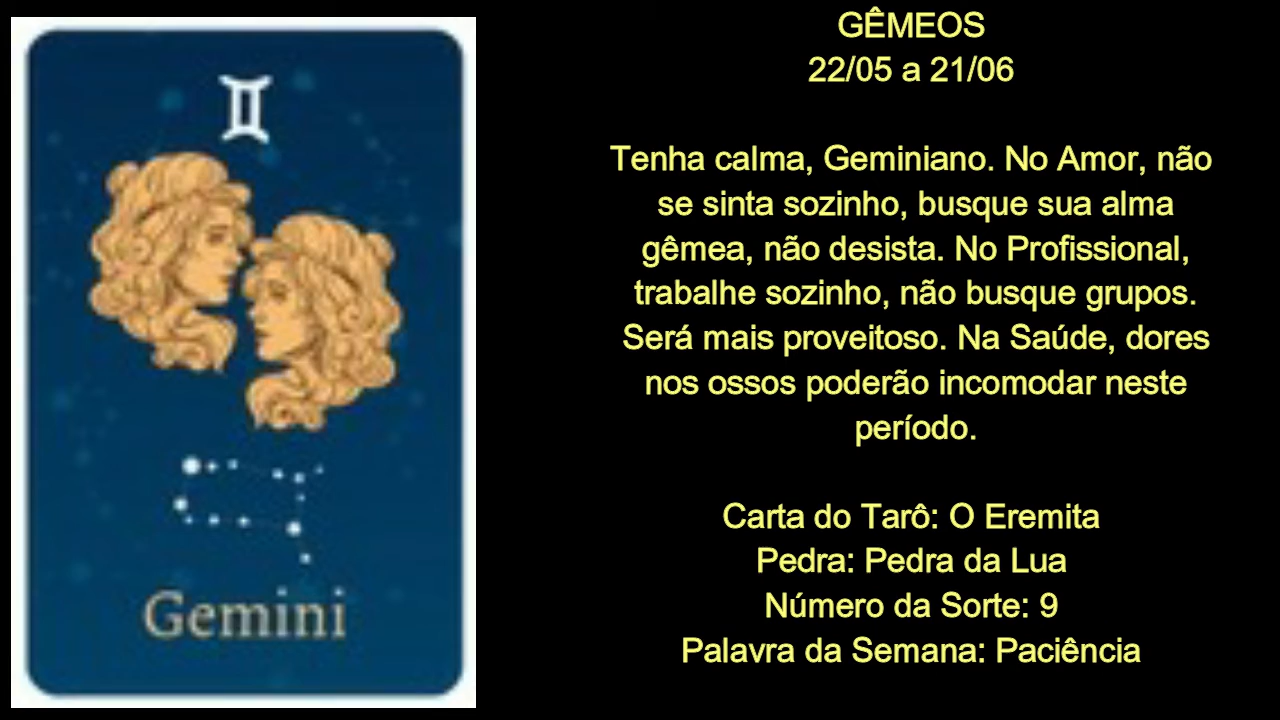 Gemini
GÊMEOS
22/05 a 21/06
Tenha calma, Geminiano. No Amor, não
se sinta sozinho, busque sua alma
gêmea, não desista. No Profissional,
trabalhe sozinho, não busque grupos.
Será mais proveitoso. Na Saúde, dores
nos ossos poderão incomodar neste
período.
Carta do Tarô: O Eremita
Pedra: Pedra da Lua
Número da Sorte: 9
Palavra da Semana: Paciência